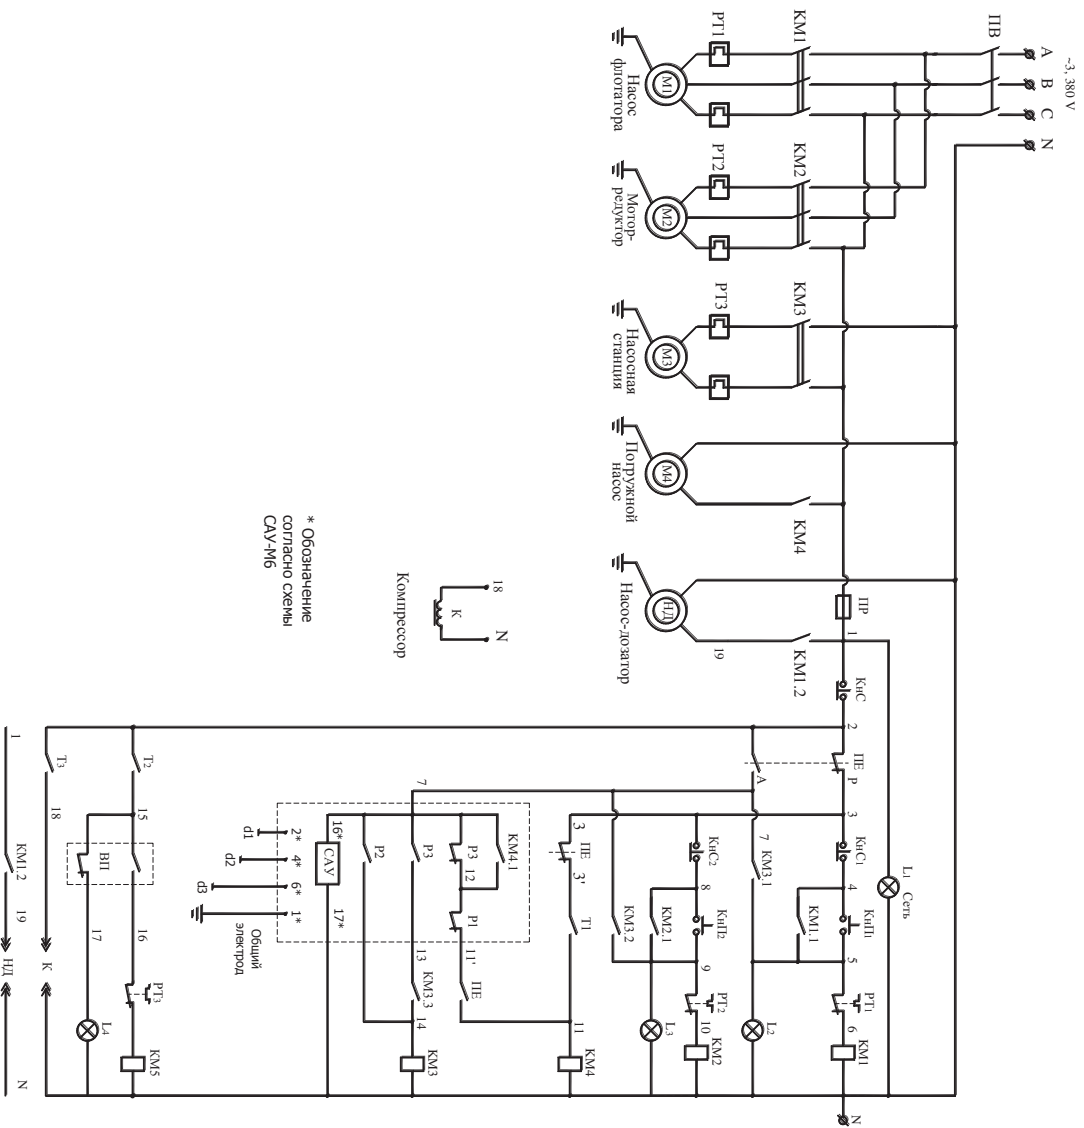 ~3, 380 V
A
B
C
N
ПВ
КМ1
КМ2
КМ3
КМ4
КМ1.2
РТ1
РТ2
РТ3
М1
М2
М3
М4
НД
Насос
флотатора
Мотор-
редуктор
Насосная
станция
Погружной
насос
Насос-дозатор
19
ПР
1
КнС
2
ПЕ
Р
А
3
КнС1
4
КнП1
КМ1.1
5
РТ1
6
КМ1
N
L1
Сеть
7
КМ3.1
L2
КнС2
8
КнП2
КМ2.1
9
РТ2
10
КМ2
КМ3.2
L3
3
ПЕ
3'
Т1
11
КМ4
КМ4.1
Р3
12
Р1
11'
ПЕ
7
Р3
13
КМ3.3
14
КМ3
Р2
16*
САУ
17*
2*
4*
6*
1*
d1
d2
d3
Общий
электрод
Т2
15
16
РТ3
КМ5
ВП
17
L4
Т3
18
К
1
КМ1.2
19
НД
N
18
N
К
Компрессор
* Обозначение
согласно схемы
САУ-М6